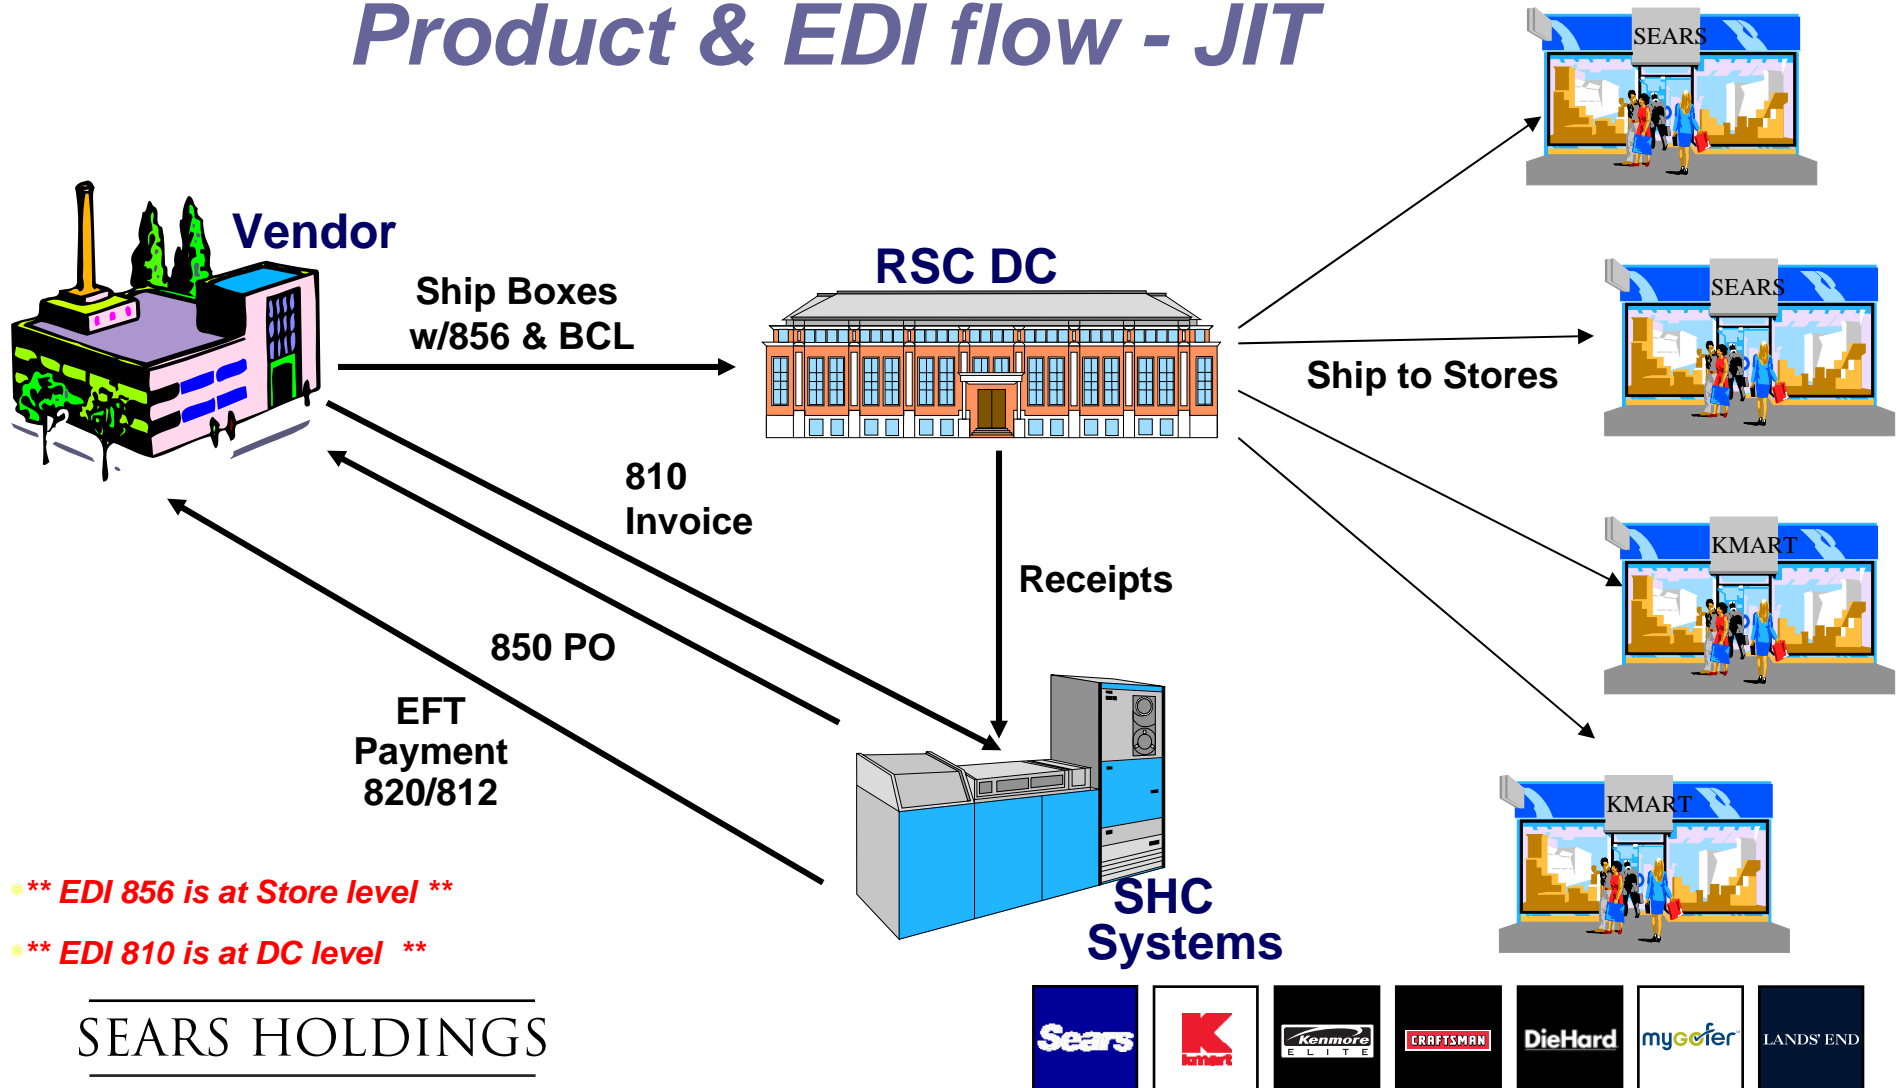 Product & EDI flow - JIT
SEARS
Vendor
RSC DC
Ship Boxes
w/856 & BCL
SEARS
Ship to Stores
810
Invoice
KMART
Receipts
850 PO
EFT
Payment
820/812
KMART
** EDI 856 is at Store level **
** EDI 810 is at DC level **
SHC
Systems
SEARS HOLDINGS
Sears
K
kmart
Kenmore
ELITE
CRAFTSMAN
DieHard
mygofer
LANDS' END